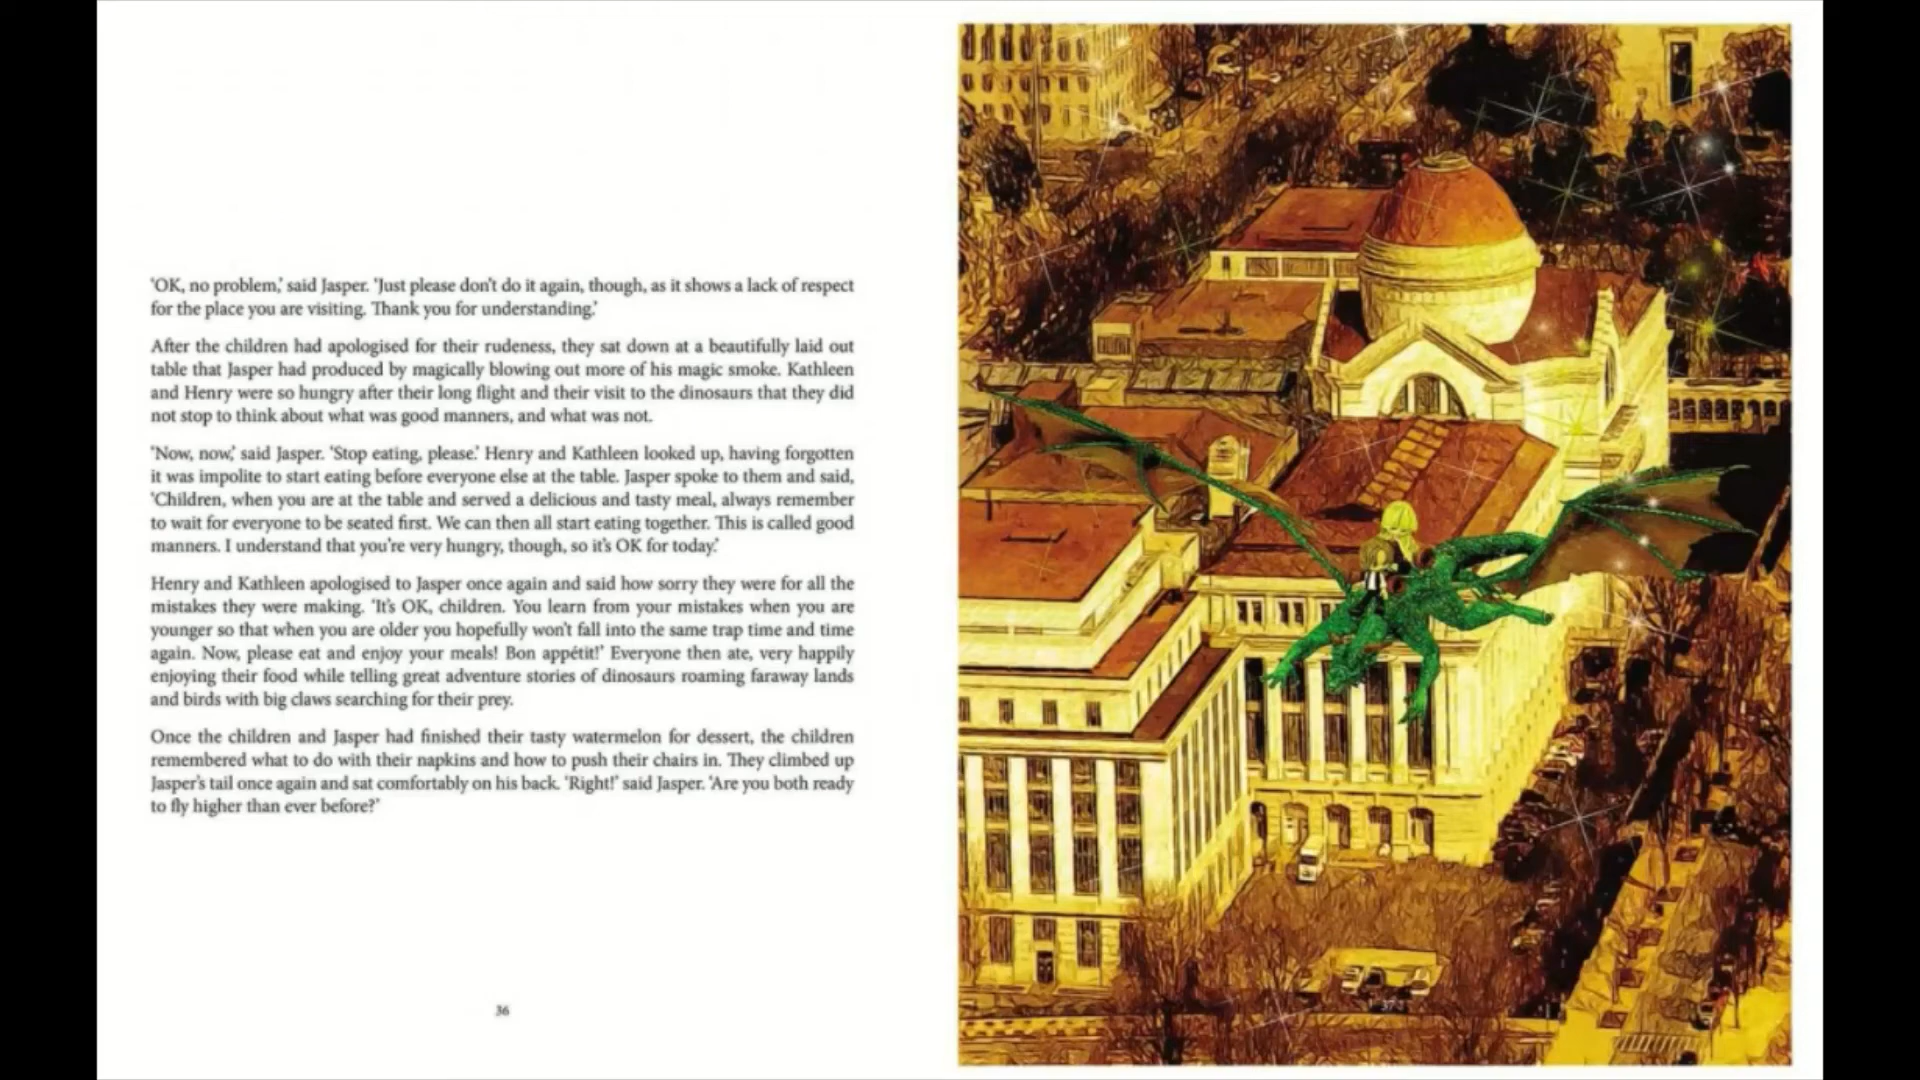 ‘OK, no problem,’ said Jasper. ‘Just please don’t do it again, though, as it shows a lack of respect
for the place you are visiting. Thank you for understanding.’
After the children had apologised for their rudeness, they sat down at a beautifully laid out
table that Jasper had produced by magically blowing out more of his magic smoke. Kathleen
and Henry were so hungry after their long flight and their visit to the dinosaurs that they did
not stop to think about what was good manners, and what was not.
‘Now, now,’ said Jasper. ‘Stop eating, please.’ Henry and Kathleen looked up, having forgotten
it was impolite to start eating before everyone else at the table. Jasper spoke to them and said,
‘Children, when you are at the table and served a delicious and tasty meal, always remember
to wait for everyone to be seated first. We can then all start eating together. This is called good
manners. I understand that you’re very hungry, though, so it’s OK for today.’
Henry and Kathleen apologised to Jasper once again and said how sorry they were for all the
mistakes they were making. ‘It’s OK, children. You learn from your mistakes when you are
younger so that when you are older you hopefully won’t fall into the same trap time and time
again. Now, please eat and enjoy your meals! Bon appétit!’ Everyone then ate, very happily
enjoying their food while telling great adventure stories of dinosaurs roaming faraway lands
and birds with big claws searching for their prey.
Once the children and Jasper had finished their tasty watermelon for dessert, the children
remembered what to do with their napkins and how to push their chairs in. They climbed up
Jasper’s tail once again and sat comfortably on his back. ‘Right!’ said Jasper. ‘Are you both ready
to fly higher than ever before?’
36
37